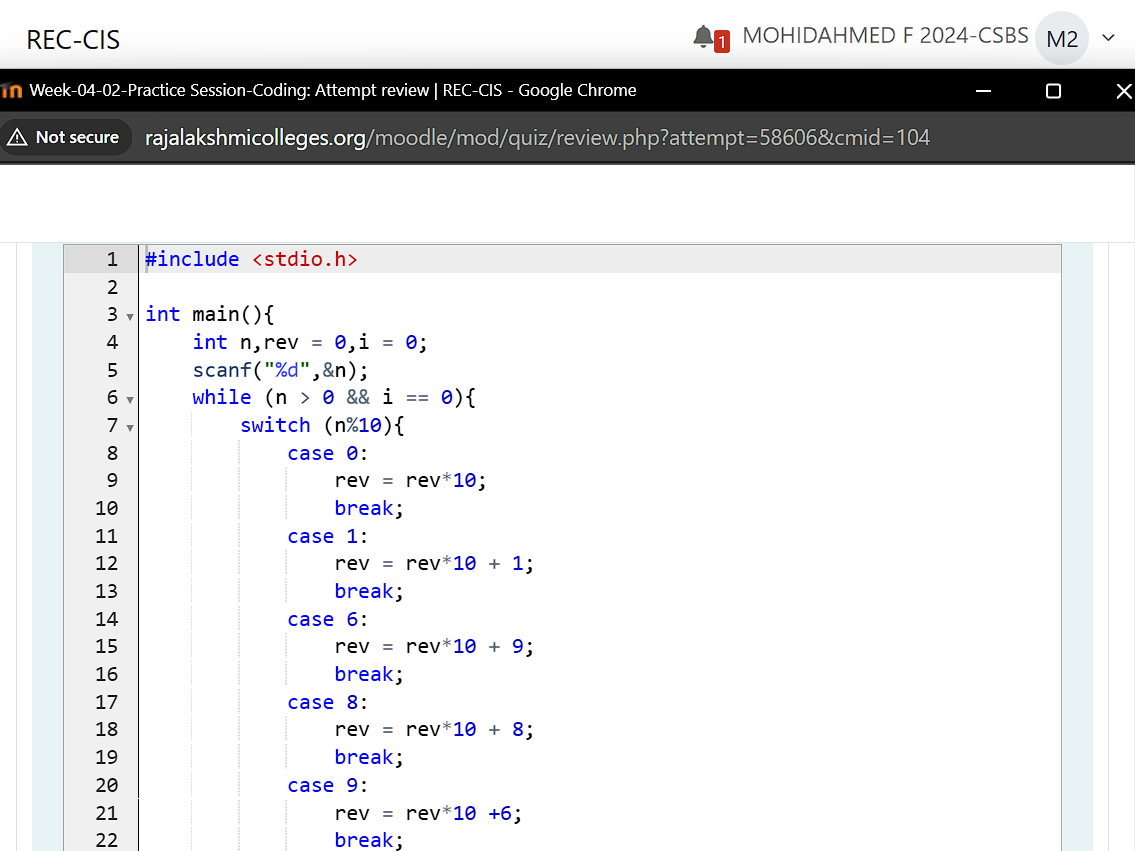 REC-CIS
1 MOHIDAHMED F 2024-CSBS M2
Week-04-02-Practice Session-Coding: Attempt review | REC-CIS - Google Chrome
Not secure rajalakshmicolleges.org/moodle/mod/quiz/review.php?attempt=58606&cmid=104
1 #include <stdio.h>
2
3 int main(){
4 int n,rev = 0,i = 0;
5 scanf("%d",&n);
6 while (n > 0 && i == 0){
7 switch (n%10){
8 case 0:
9 rev = rev*10;
10 break;
11 case 1:
12 rev = rev*10 + 1;
13 break;
14 case 6:
15 rev = rev*10 + 9;
16 break;
17 case 8:
18 rev = rev*10 + 8;
19 break;
20 case 9:
21 rev = rev*10 +6;
22 break;